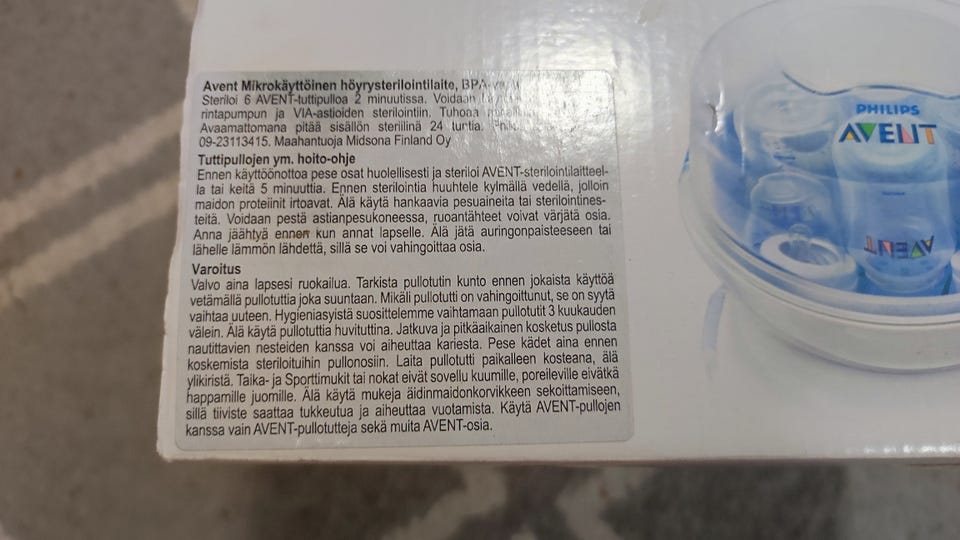 Avent Mikrokäyttöinen höyrysterilointilaite,
Steriloi 6 AVENT-tuttipulloa 2 minuutissa. Voidaan
rintapumpun ja VIA-astioiden sterilointiin. Tuhoaa
Avaamattomana pitää sisällön steriilinä 24 tuntia.
09-23113415. Maahantuoja Midsona Finland Oy
Tuttipullojen ym. hoito-ohje
Ennen käyttöönottoa pese osat huolellisesti ja steriloi AVENT-sterilointilaitteel-
la tai keitä 5 minuuttia. Ennen sterilointia huuhtele kylmällä vedellä, jolloin
maidon proteiinit irtoavat. Älä käytä hankaavia pesuaineita tai sterilointines-
teitä. Voidaan pestä astianpesukoneessa, ruoantähteet voivat värjätä osia.
Anna jäähtyä ennen kun annat lapselle. Älä jätä auringonpaisteeseen tai
lähelle lämmön lähdettä, sillä se voi vahingoittaa osia.
Varoitus
Valvo aina lapsesi ruokailua. Tarkista pullotutin kunto ennen jokaista käyttöä
vetämällä pullotuttia joka suuntaan. Mikäli pullotutti on vahingoittunut, se on syytä
vaihtaa uuteen. Hygieniasyistä suosittelemme vaihtamaan pullotutit 3 kuukauden
välein. Älä käytä pullotuttia huvituttina. Jatkuva ja pitkäaikainen kosketus pullosta
nautittavien nesteiden kanssa voi aiheuttaa kariesta. Pese kädet aina ennen
koskemista steriloituihin pullonosiin. Laita pullotutti paikalleen kosteana, älä
ylikiristä. Taika- ja Sporttimukit tai nokat eivät sovellu kuumille, poreileville eivätkä
happamille juomille. Älä käytä mukeja äidinmaidonkorvikkeen sekoittamiseen,
sillä tiiviste saattaa tukkeutua ja aiheuttaa vuotamista. Käytä AVENT-pullojen
kanssa vain AVENT-pullotutteja sekä muita AVENT-osia.
PHILIPS
AVENT
AVENT